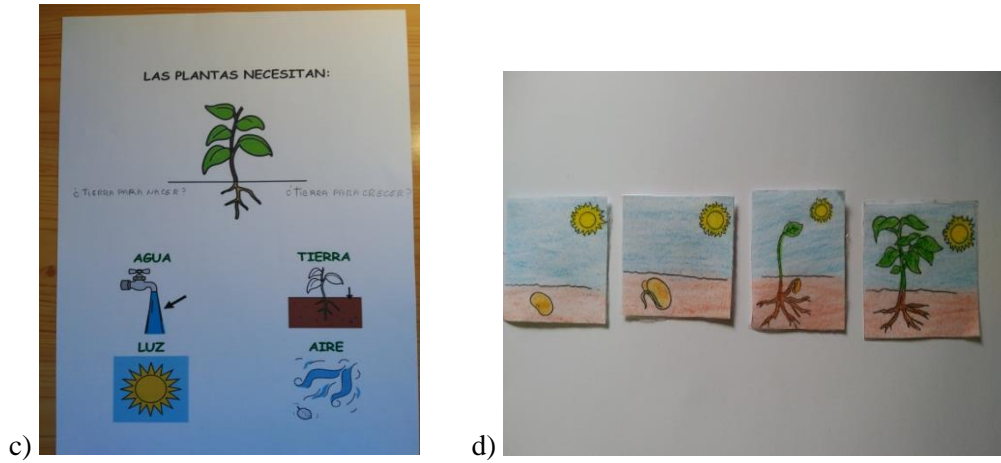 LAS PLANTAS NECESITAN:
¿TIERRA PARA NACER?
¿TIERRA PARA CRECER?
AGUA
TIERRA
LUZ
AIRE
c)
d)